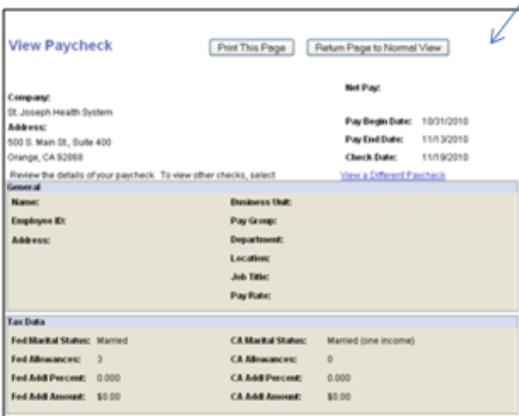 View Paycheck
Print This Page
Return Page to Normal View
Net Pay:
Company:
St. Joseph Health System
Pay Begin Date: 10/31/2010
Address:
500 S. Main St., Suite 400
Pay End Date: 11/13/2010
Orange, CA 92868
Check Date: 11/19/2010
Review the details of your paycheck. To view other checks, select
View a Different Paycheck
General
Name: Business Unit:
Employee ID: Pay Group:
Address: Department:
Location:
Job Title:
Pay Rate:
Tax Data
Fed Marital Status: Married CA Marital Status: Married (one income)
Fed Allowances: 3 CA Allowances: 0
Fed Addl Percent: 0.000 CA Addl Percent: 0.000
Fed Addl Amount: $0.00 CA Addl Amount: $0.00